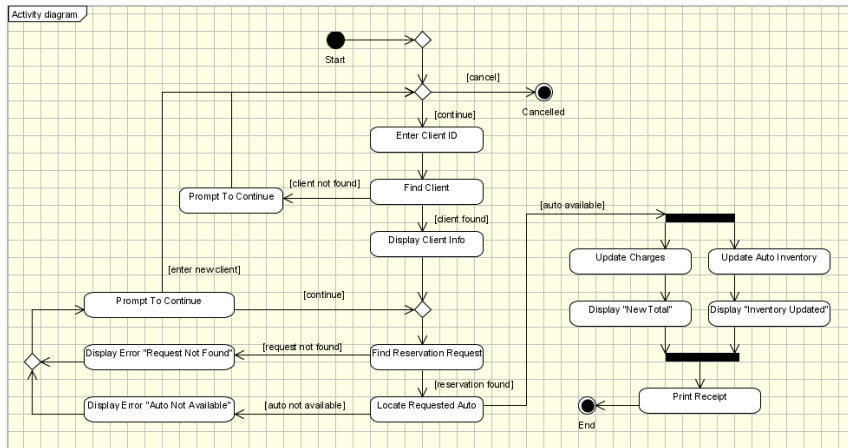 Activity diagram
Start
[cancel]
Cancelled
[continue]
Enter Client ID
Prompt To Continue
[client not found]
Find Client
[client found]
[auto available]
Display Client Info
Update Charges
Update Auto Inventory
[enter new client]
Prompt To Continue
[continue]
Display "New Total"
Display "Inventory Updated"
Display Error "Request Not Found"
[request not found]
Find Reservation Request
[reservation found]
Display Error "Auto Not Available"
[auto not available]
Locate Requested Auto
Print Receipt
End